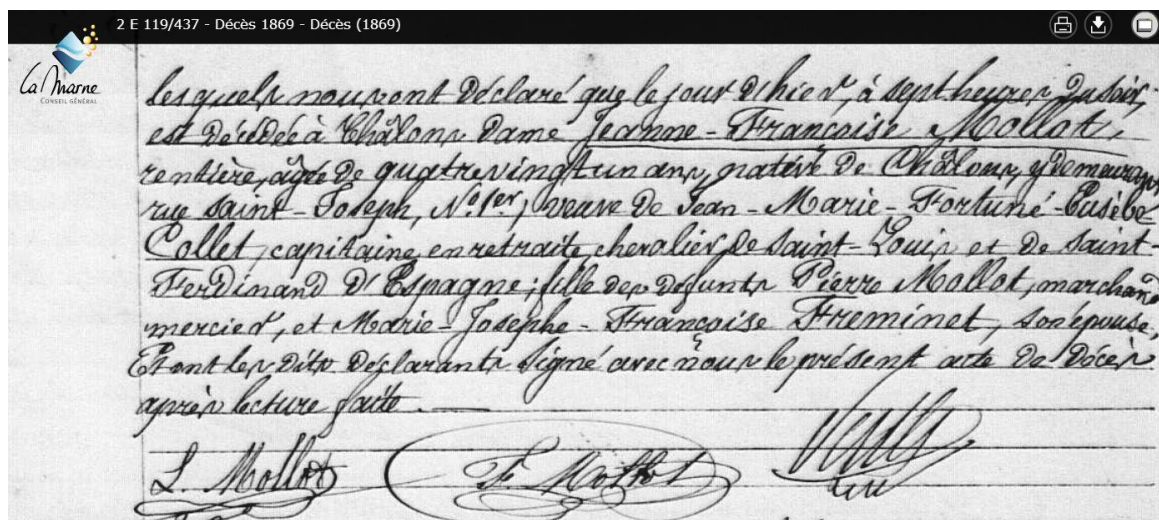 2 E 119/437 - Décès 1869 - Décès (1869)
La Marne
CONSEIL GÉNÉRAL
lesquels nous ont déclaré que le jour d'hier, à sept heures du soir,
est décédée à Châlons dame Jeanne-Françoise Mollot,
rentière, âgée de quatre vingt un ans, native de Châlons, y demeurant
rue Saint-Joseph, N° 1er, veuve de Jean-Marie-Fortuné-Eusèbe
Collet, capitaine en retraite, chevalier de Saint-Louis et de Saint-
Ferdinand d'Espagne, fille des défunts Pierre Mollot, marchand
mercier, et Marie-Josephe-Françoise Freminet, son épouse,
Et ont les dits déclarants signé avec nous le présent acte de décès
après lecture faite.
L. Mollot F. Mollot